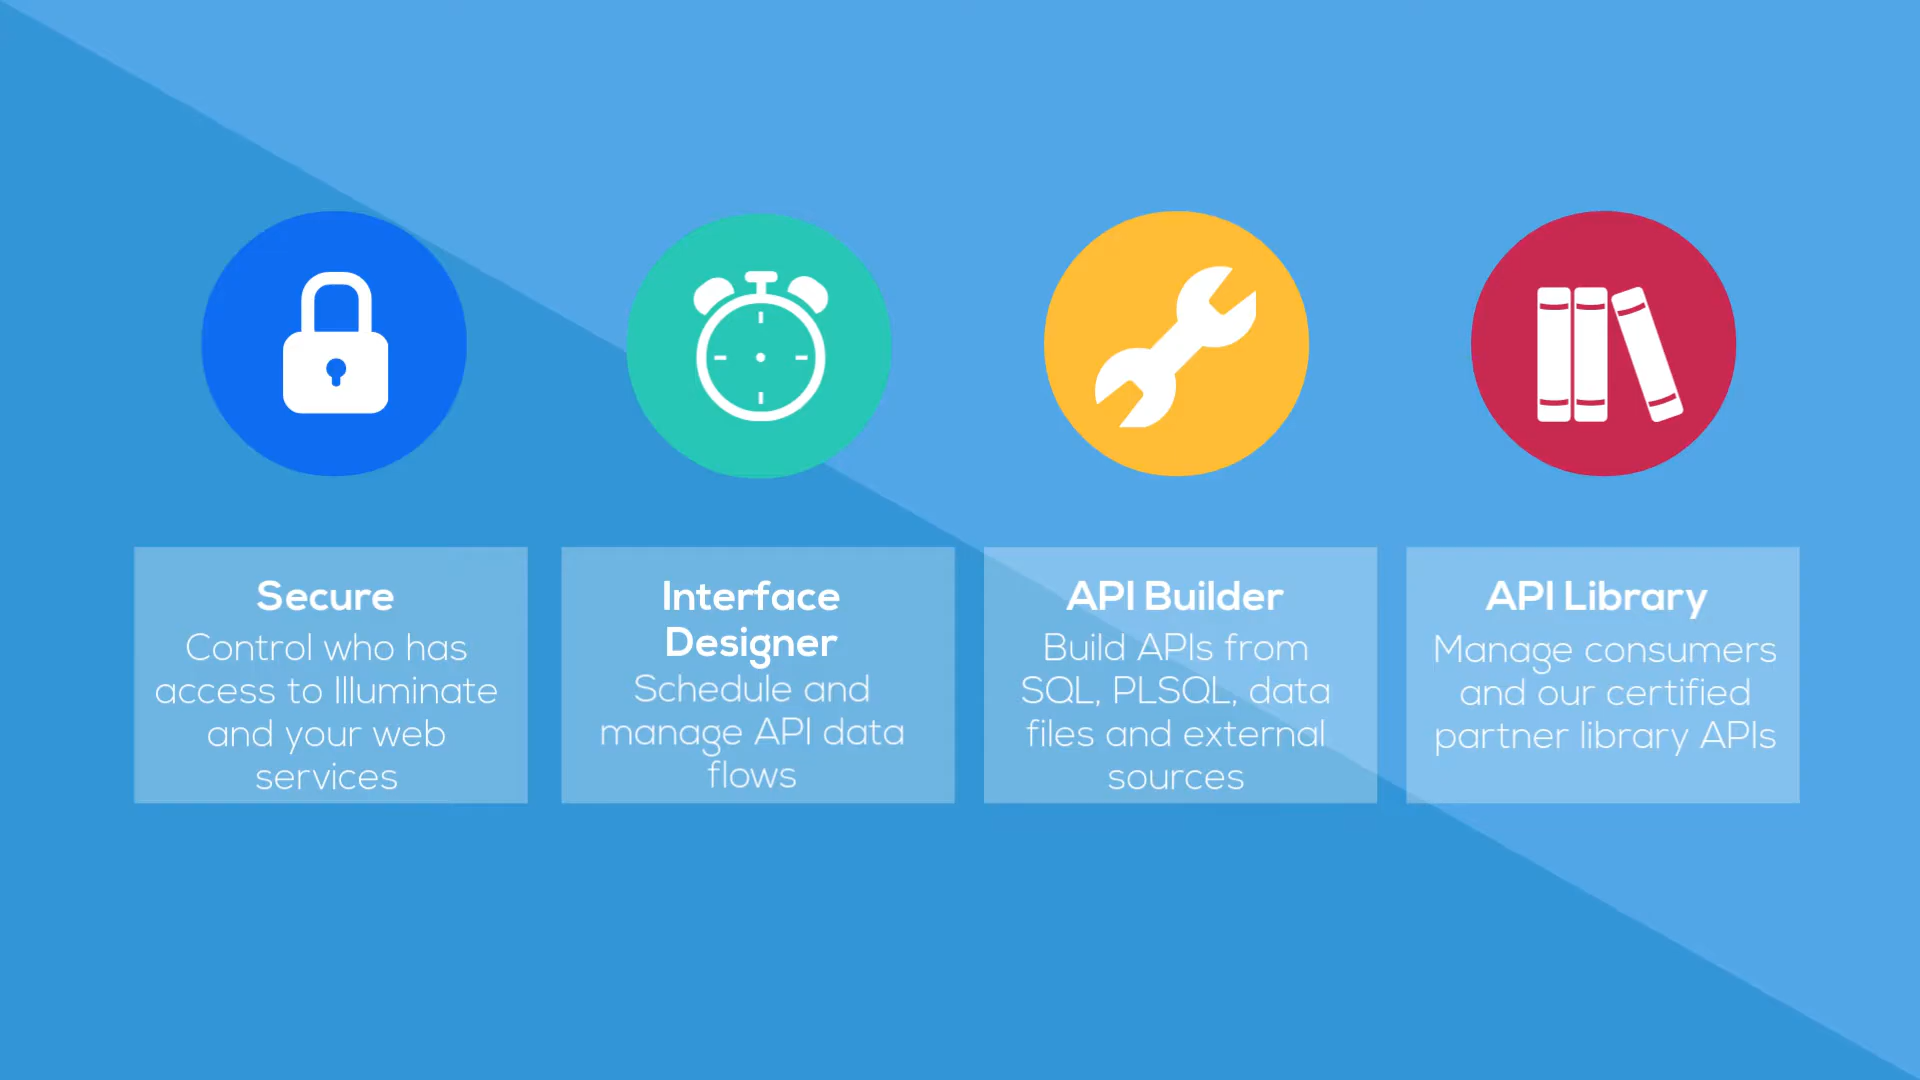 Secure
Control who has
access to Illuminate
and your web
services
Interface
Designer
Schedule and
manage API data
flows
API Builder
Build APIs from
SQL, PLSQL, data
files and external
sources
API Library
Manage consumers
and our certified
partner library APIs